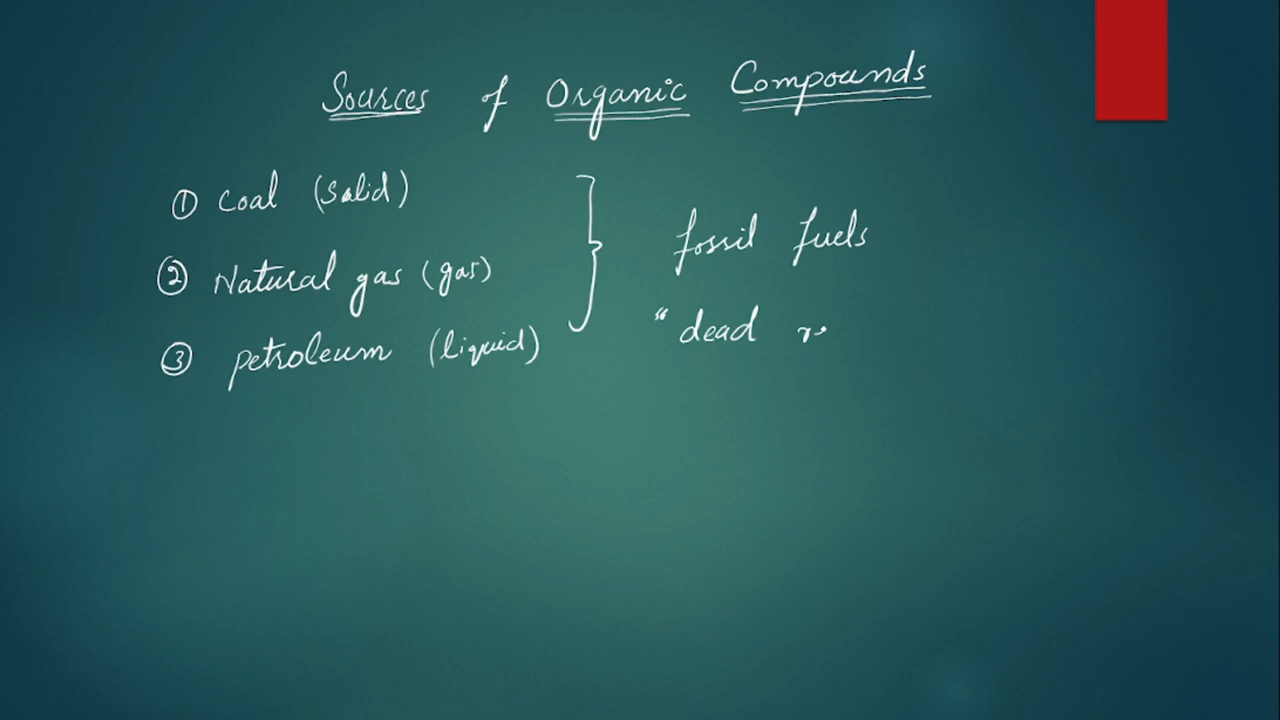 Sources of Organic Compounds
① Coal (Solid)
② Natural gas (gas)
③ petroleum (liquid)
fossil fuels
"dead